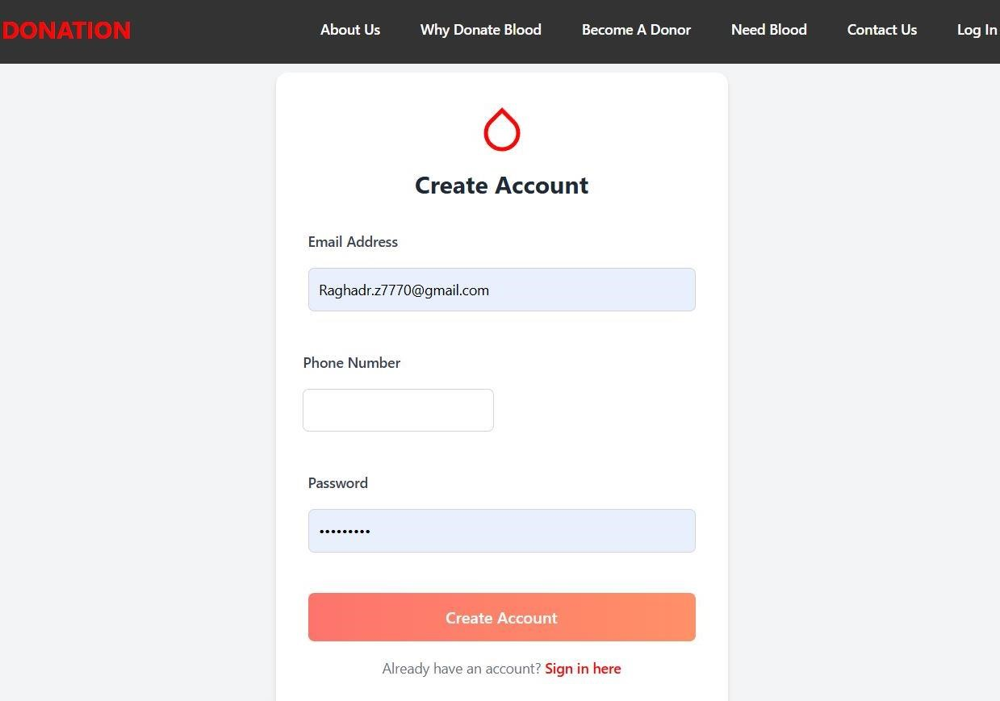 DONATION About Us Why Donate Blood Become A Donor Need Blood Contact Us Log In
Create Account
Email Address
Raghadr.z7770@gmail.com
Phone Number
Password
•••••••••
Create Account
Already have an account? Sign in here